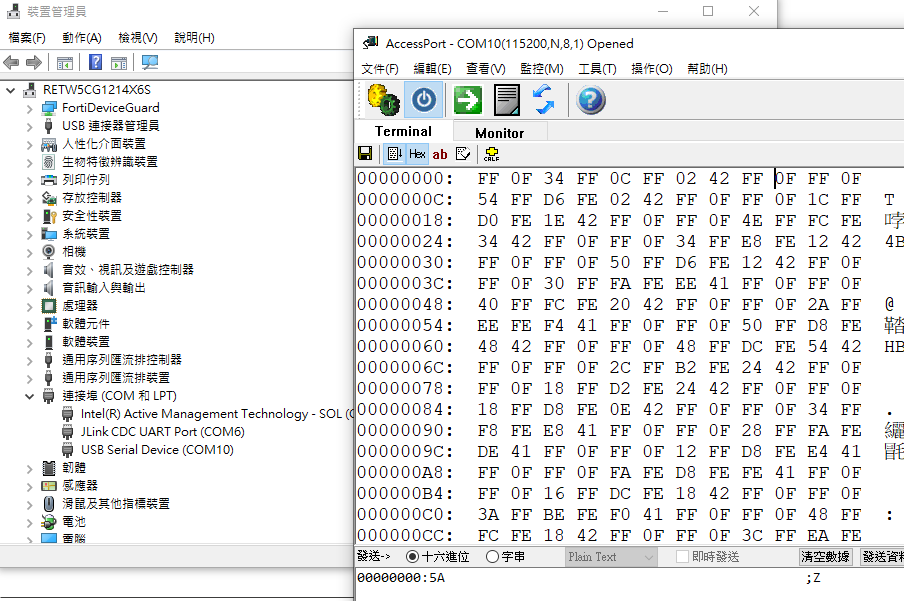 裝置管理員
檔案(F) 動作(A) 檢視(V) 說明(H)
RETW5CG1214X6S
FortiDeviceGuard
USB 連接器管理員
人性化介面裝置
生物特徵辨識裝置
列印佇列
存放控制器
安全性裝置
系統裝置
相機
音效、視訊及遊戲控制器
音訊輸入與輸出
處理器
軟體元件
軟體裝置
通用序列匯流排控制器
通用序列匯流排裝置
連接埠 (COM 和 LPT)
Intel(R) Active Management Technology - SOL (
JLink CDC UART Port (COM6)
USB Serial Device (COM10)
韌體
感應器
滑鼠及其他指標裝置
電池
電腦
AccessPort - COM10(115200,N,8,1) Opened
文件(F) 編輯(E) 查看(V) 監控(M) 工具(T) 操作(O) 幫助(H)
Terminal Monitor
Hex ab CRLF
00000000: FF 0F 34 FF 0C FF 02 42 FF 0F FF 0F
0000000C: 54 FF D6 FE 02 42 FF 0F FF 0F 1C FF T
00000018: D0 FE 1E 42 FF 0F FF 0F 4E FF FC FE
00000024: 34 42 FF 0F FF 0F 34 FF E8 FE 12 42 4B
00000030: FF 0F FF 0F 50 FF D6 FE 12 42 FF 0F
0000003C: FF 0F 30 FF FA FE EE 41 FF 0F FF 0F
00000048: 40 FF FC FE 20 42 FF 0F FF 0F 2A FF @
00000054: EE FE F4 41 FF 0F FF 0F 50 FF D8 FE
00000060: 48 42 FF 0F FF 0F 48 FF DC FE 54 42 HB
0000006C: FF 0F FF 0F 2C FF B2 FE 24 42 FF 0F
00000078: FF 0F 18 FF D2 FE 24 42 FF 0F FF 0F
00000084: 18 FF D8 FE 0E 42 FF 0F FF 0F 34 FF .
00000090: F8 FE E8 41 FF 0F FF 0F 28 FF FA FE
0000009C: DE 41 FF 0F FF 0F 12 FF D8 FE E4 41
000000A8: FF 0F FF 0F FA FE D8 FE FE 41 FF 0F
000000B4: FF 0F 16 FF DC FE 18 42 FF 0F FF 0F
000000C0: 3A FF BE FE F0 41 FF 0F FF 0F 48 FF :
000000CC: FC FE 18 42 FF 0F FF 0F 3C FF EA FE
發送-> 十六進位 字串 Plain Text 即時發送 清空數據 發送資料
00000000:5A ;Z